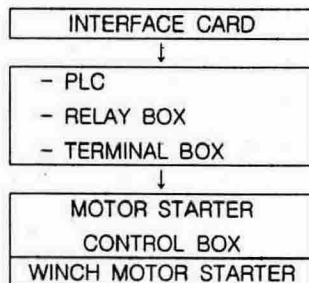 INTERFACE CARD
↓
- PLC
- RELAY BOX
- TERMINAL BOX
↓
MOTOR STARTER
CONTROL BOX
WINCH MOTOR STARTER